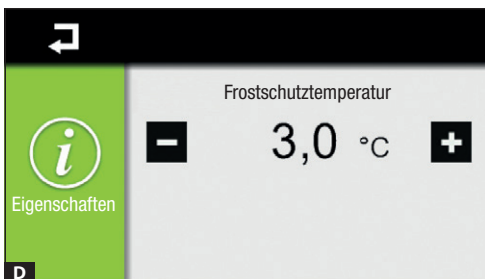 Frostschutztemperatur
- 3,0 °C +
Eigenschaften
D